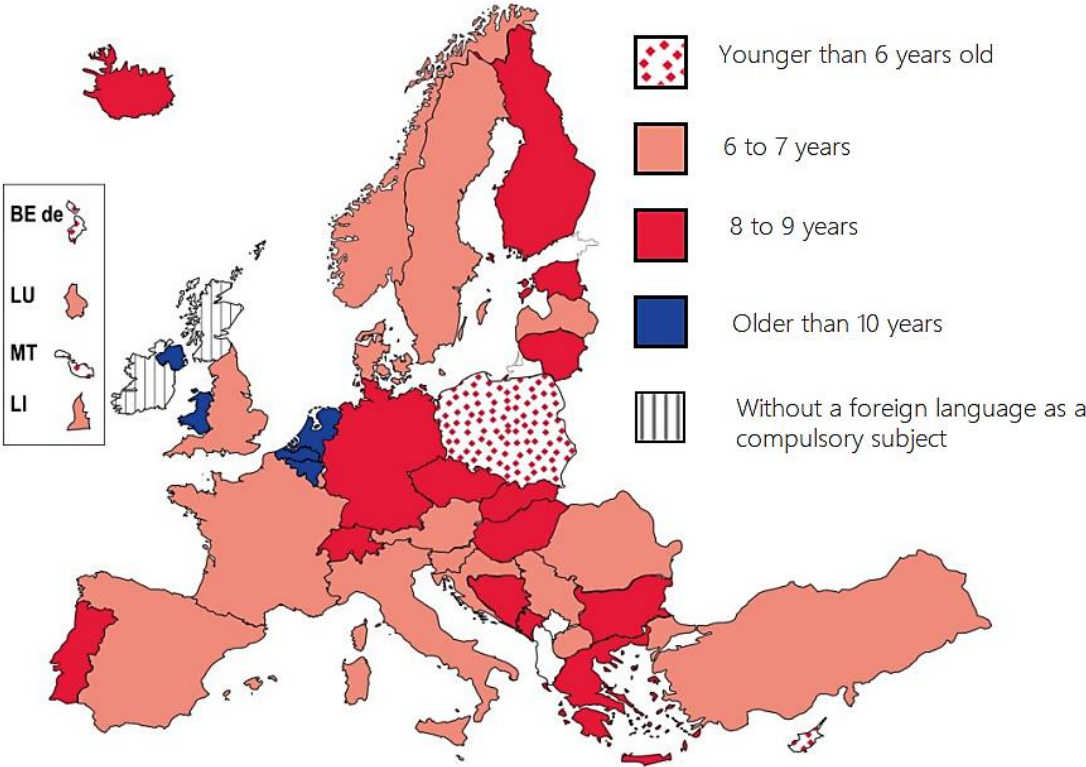 Younger than 6 years old
6 to 7 years
8 to 9 years
Older than 10 years
Without a foreign language as a
compulsory subject
BE de
LU
MT
LI